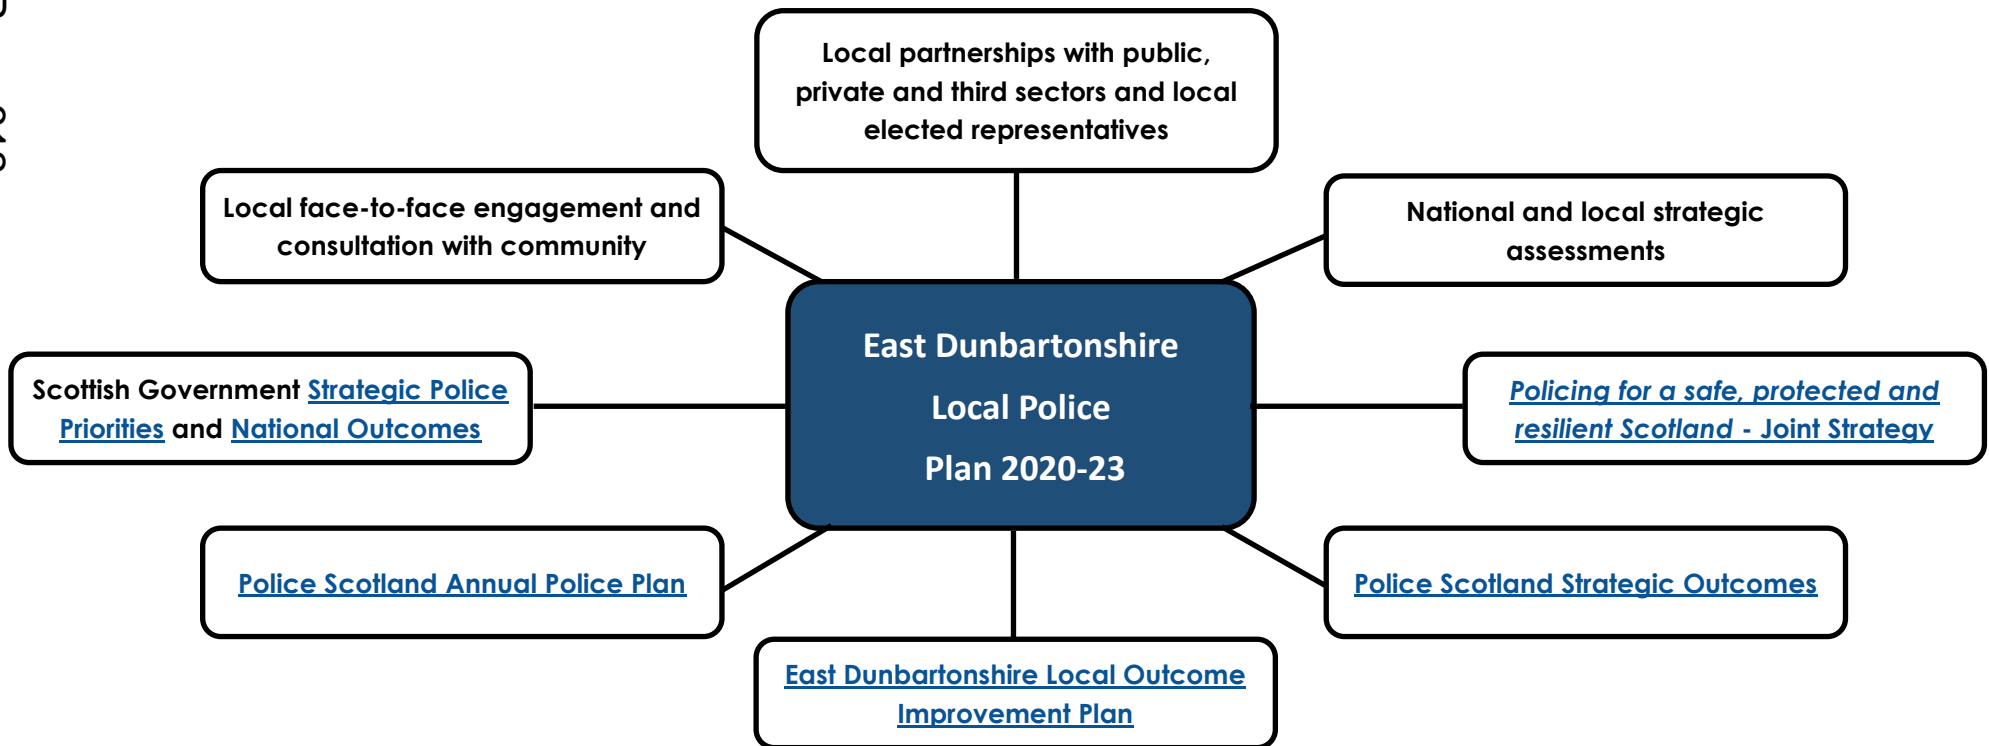 Local partnerships with public,
private and third sectors and local
elected representatives
Local face-to-face engagement and
consultation with community
National and local strategic
assessments
East Dunbartonshire
Local Police
Plan 2020-23
Scottish Government Strategic Police
Priorities and National Outcomes
Policing for a safe, protected and
resilient Scotland - Joint Strategy
Police Scotland Annual Police Plan
Police Scotland Strategic Outcomes
East Dunbartonshire Local Outcome
Improvement Plan